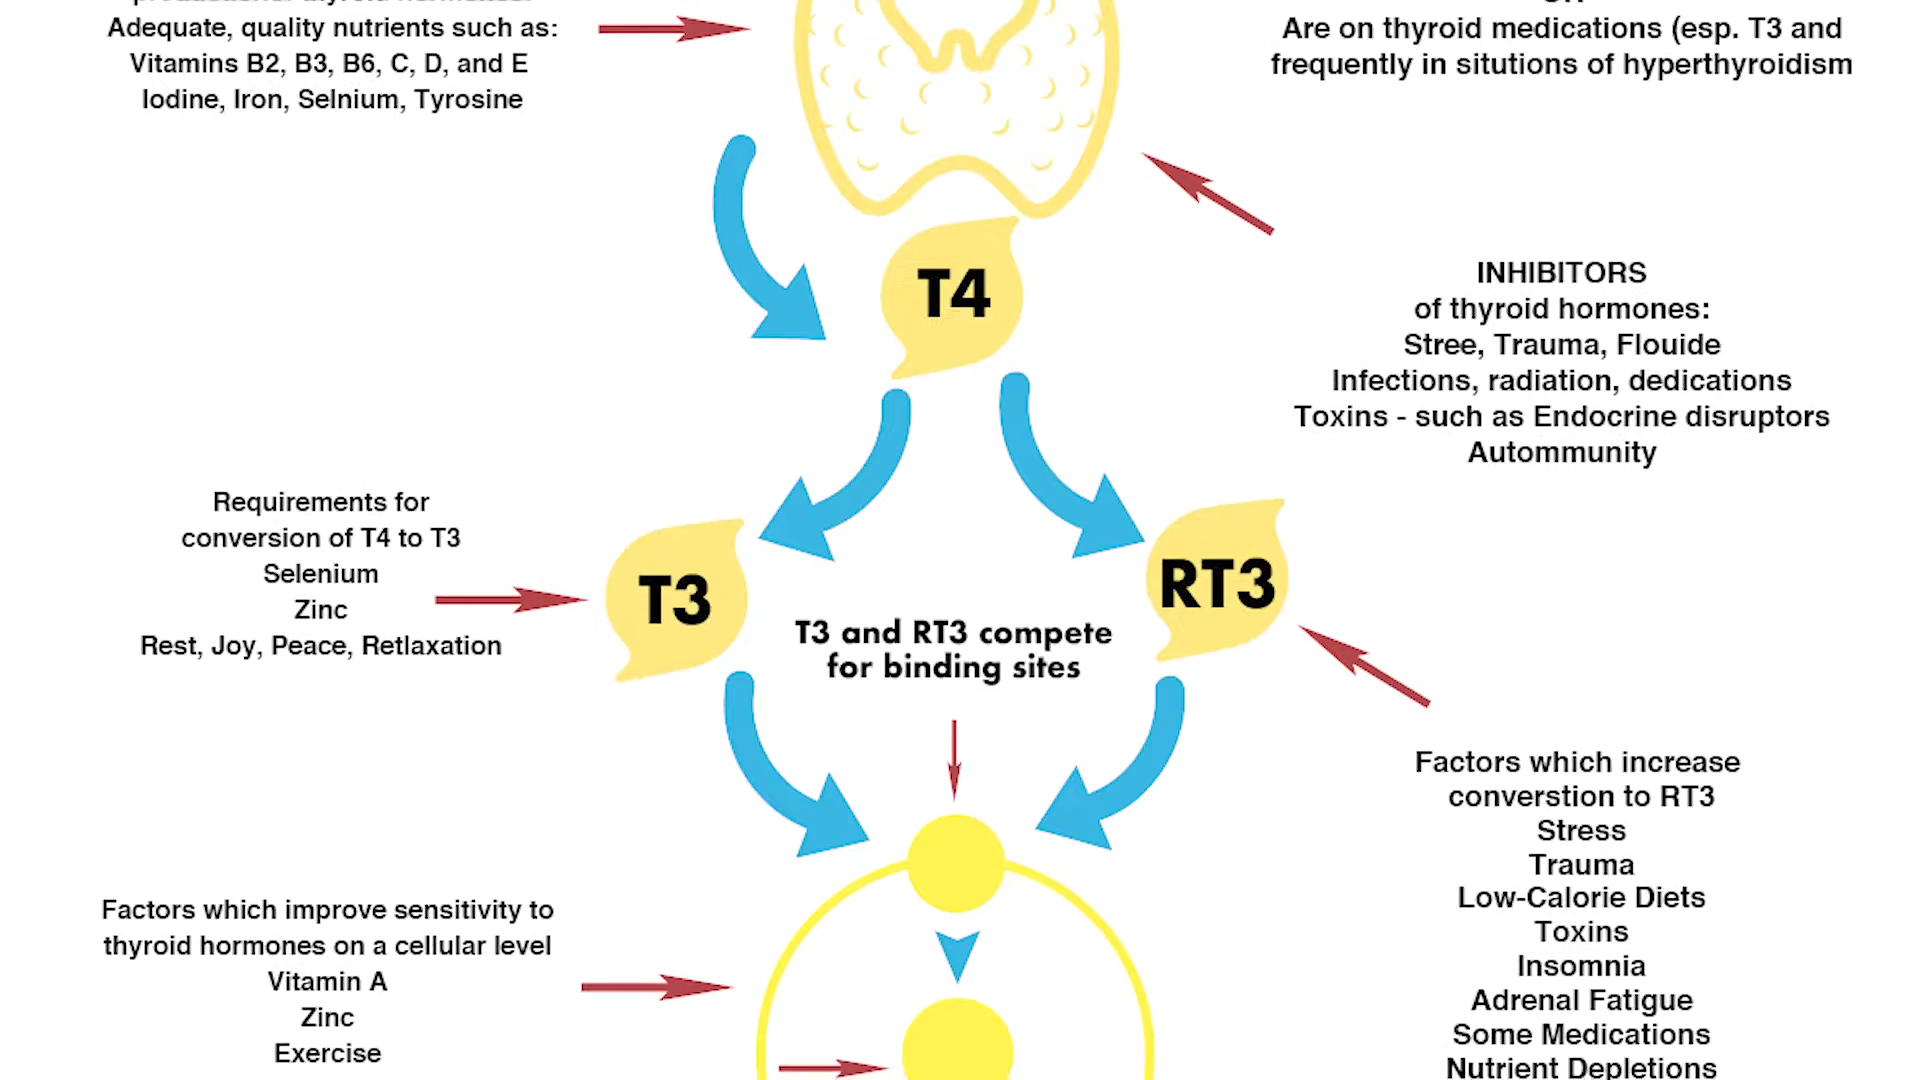 Adequate, quality nutrients such as:
Vitamins B2, B3, B6, C, D, and E
Iodine, Iron, Selnium, Tyrosine
Are on thyroid medications (esp. T3 and
frequently in situtions of hyperthyroidism
T4
INHIBITORS
of thyroid hormones:
Stree, Trauma, Flouide
Infections, radiation, dedications
Toxins - such as Endocrine disruptors
Autommunity
Requirements for
conversion of T4 to T3
Selenium
Zinc
Rest, Joy, Peace, Retlaxation
T3
RT3
T3 and RT3 compete
for binding sites
Factors which increase
converstion to RT3
Stress
Trauma
Low-Calorie Diets
Toxins
Insomnia
Adrenal Fatigue
Some Medications
Nutrient Depletions
Factors which improve sensitivity to
thyroid hormones on a cellular level
Vitamin A
Zinc
Exercise